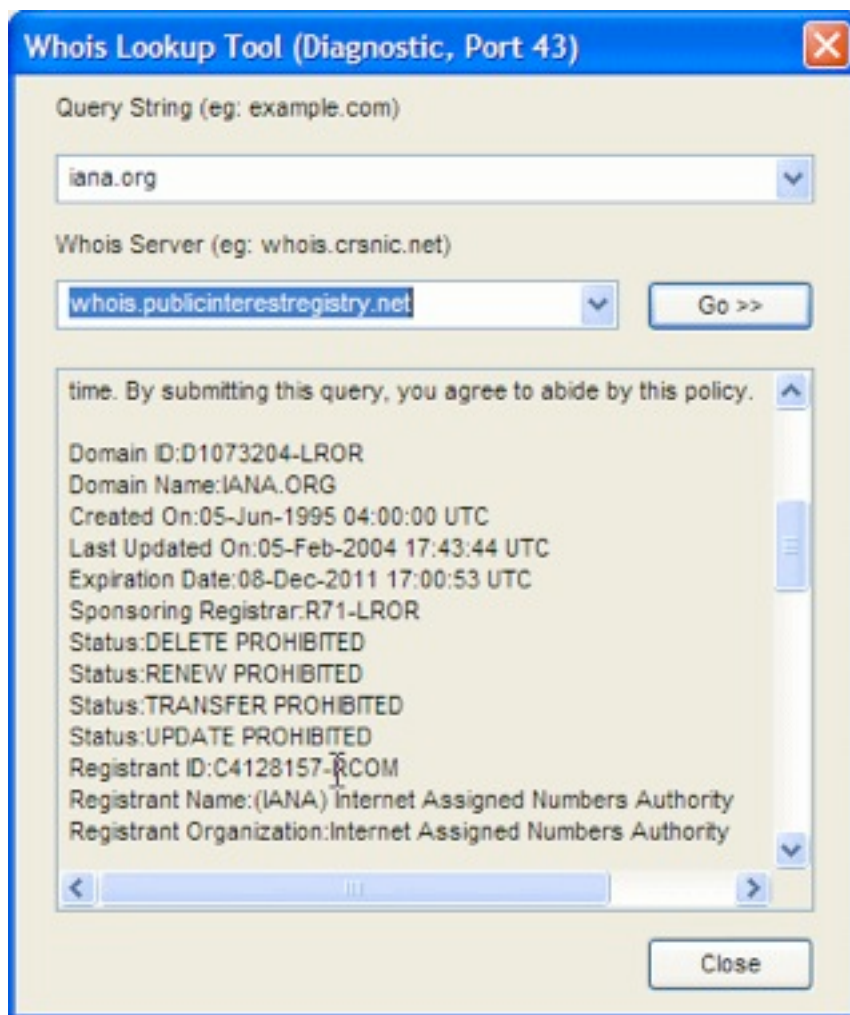 Whois Lookup Tool (Diagnostic, Port 43)
Query String (eg: example.com)
iana.org
Whois Server (eg: whois.crsnic.net)
whois.publicinterestregistry.net
Go >>
time. By submitting this query, you agree to abide by this policy.
Domain ID:D1073204-LROR
Domain Name:IANA.ORG
Created On:05-Jun-1995 04:00:00 UTC
Last Updated On:05-Feb-2004 17:43:44 UTC
Expiration Date:08-Dec-2011 17:00:53 UTC
Sponsoring Registrar:R71-LROR
Status:DELETE PROHIBITED
Status:RENEW PROHIBITED
Status:TRANSFER PROHIBITED
Status:UPDATE PROHIBITED
Registrant ID:C4128157-RCOM
Registrant Name:(IANA) Internet Assigned Numbers Authority
Registrant Organization:Internet Assigned Numbers Authority
Close